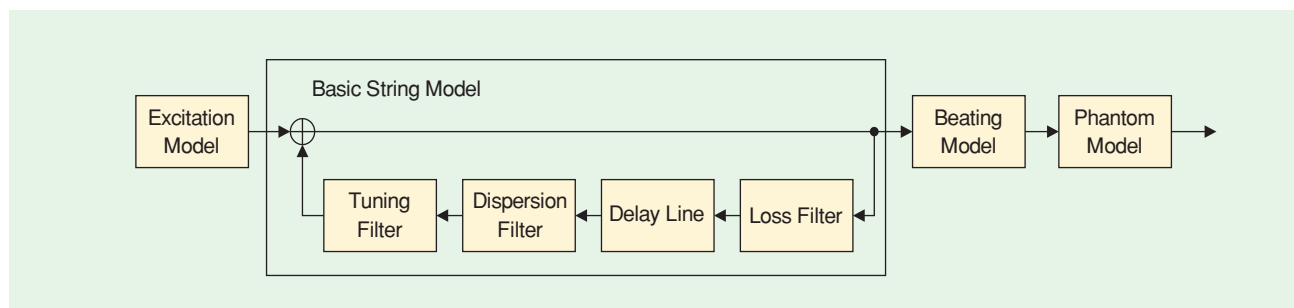 Basic String Model
Excitation
Model
Beating
Model
Phantom
Model
Tuning
Filter
Dispersion
Filter
Delay Line
Loss Filter